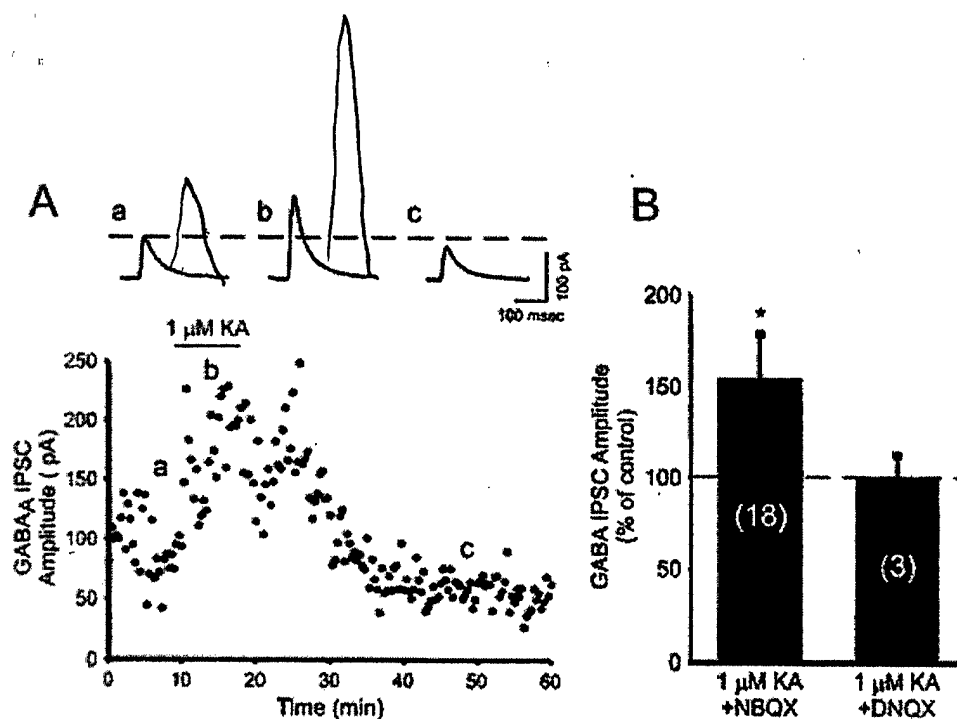 A
a
b
c
100 pA
100 msec
1 μM KA
GABAA IPSC
Amplitude ( pA)
250
200
150
100
50
0
a
b
c
0
10
20
30
40
50
60
Time (min)
B
GABA IPSC Amplitude
(% of control)
200
150
100
50
0
*
(18)
(3)
1 μM KA
+NBQX
1 μM KA
+DNQX